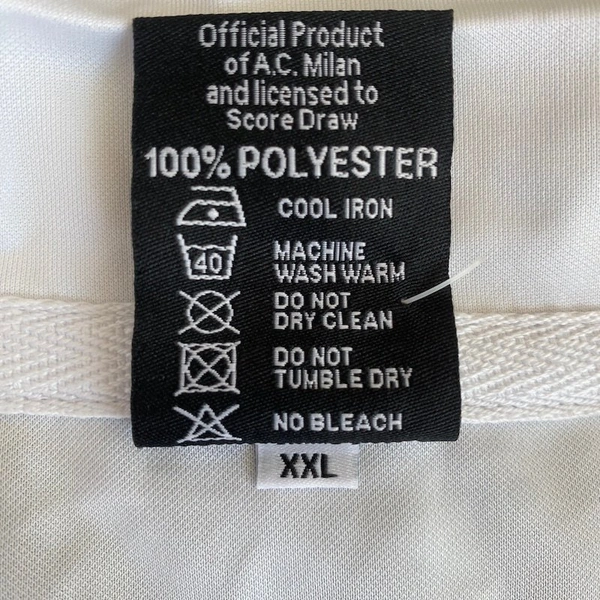 Official Product
of A.C. Milan
and licensed to
Score Draw
100% POLYESTER
COOL IRON
40
MACHINE
WASH WARM
DO NOT
DRY CLEAN
DO NOT
TUMBLE DRY
NO BLEACH
XXL